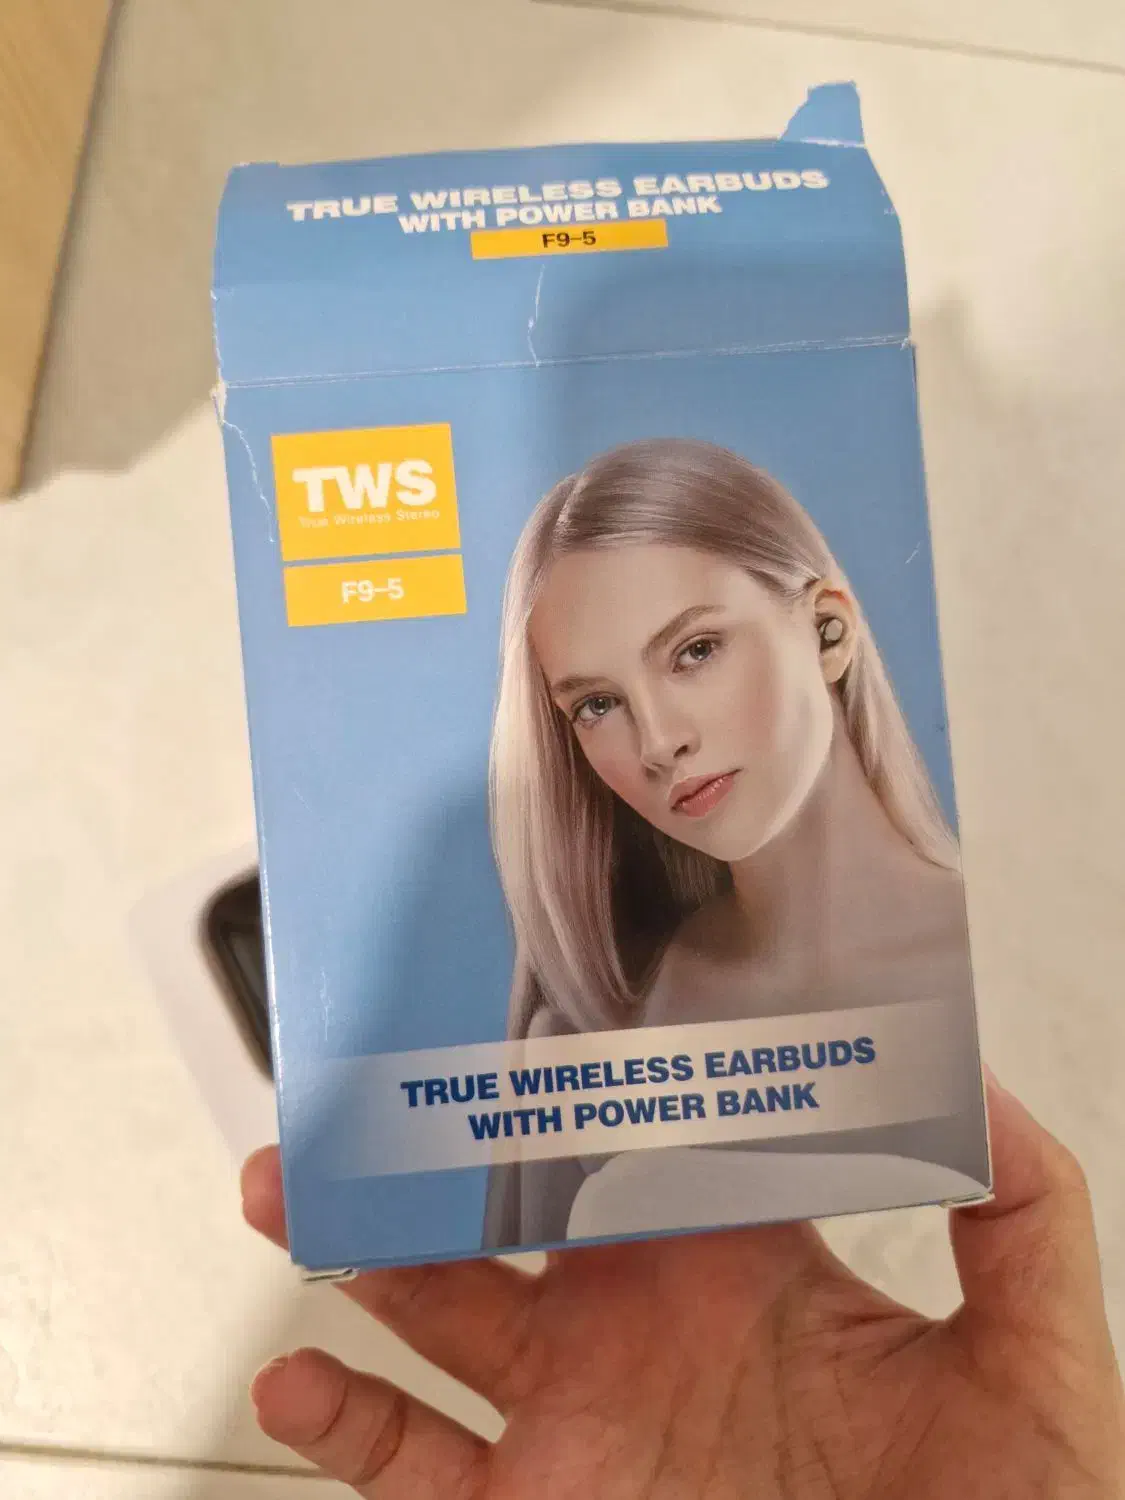 TRUE WIRELESS EARBUDS
WITH POWER BANK
F9-5
TWS
True Wireless Stereo
F9-5
TRUE WIRELESS EARBUDS
WITH POWER BANK